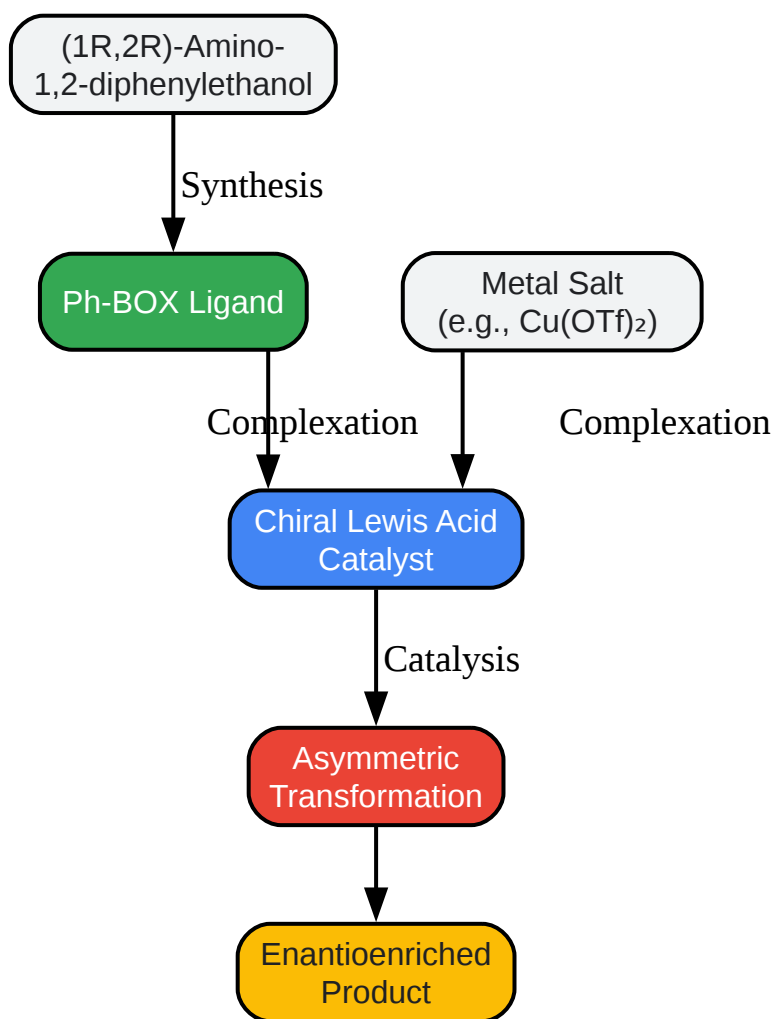 (1R,2R)-Amino-
1,2-diphenylethanol
Synthesis
Ph-BOX Ligand
Metal Salt
(e.g., Cu(OTf)₂)
Complexation
Complexation
Chiral Lewis Acid
Catalyst
Catalysis
Asymmetric
Transformation
Enantioenriched
Product